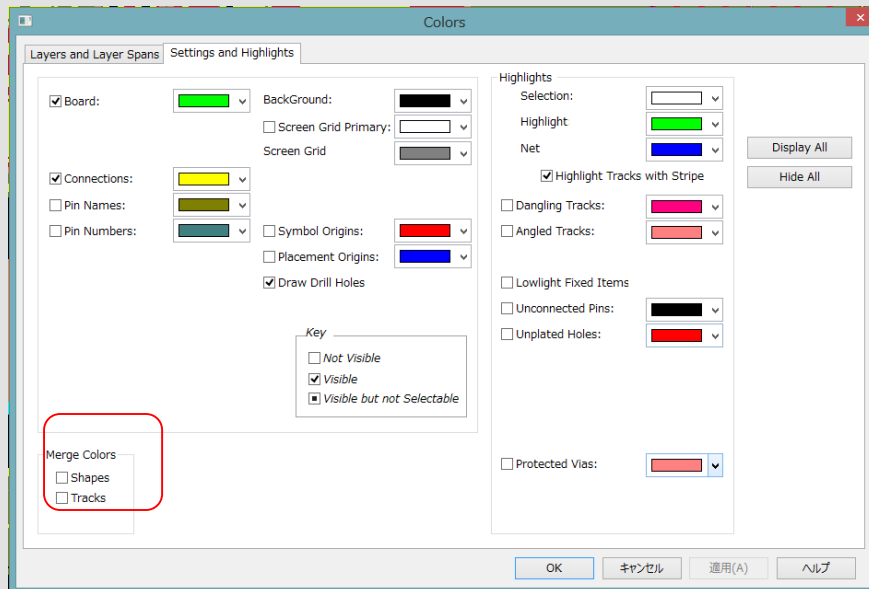 Colors
Layers and Layer Spans
Settings and Highlights
Board:
BackGround:
Screen Grid Primary:
Screen Grid
Connections:
Pin Names:
Pin Numbers:
Symbol Origins:
Placement Origins:
Draw Drill Holes
Key
Not Visible
Visible
Visible but not Selectable
Merge Colors
Shapes
Tracks
Highlights
Selection:
Highlight
Net
Highlight Tracks with Stripe
Dangling Tracks:
Angled Tracks:
Lowlight Fixed Items
Unconnected Pins:
Unplated Holes:
Protected Vias:
Display All
Hide All
OK
キャンセル
適用(A)
ヘルプ